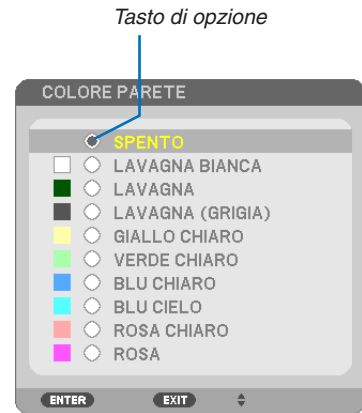 Tasto di opzione
COLORE PARETE
SPENTO
LAVAGNA BIANCA
LAVAGNA
LAVAGNA (GRIGIA)
GIALLO CHIARO
VERDE CHIARO
BLU CHIARO
BLU CIELO
ROSA CHIARO
ROSA
ENTER EXIT